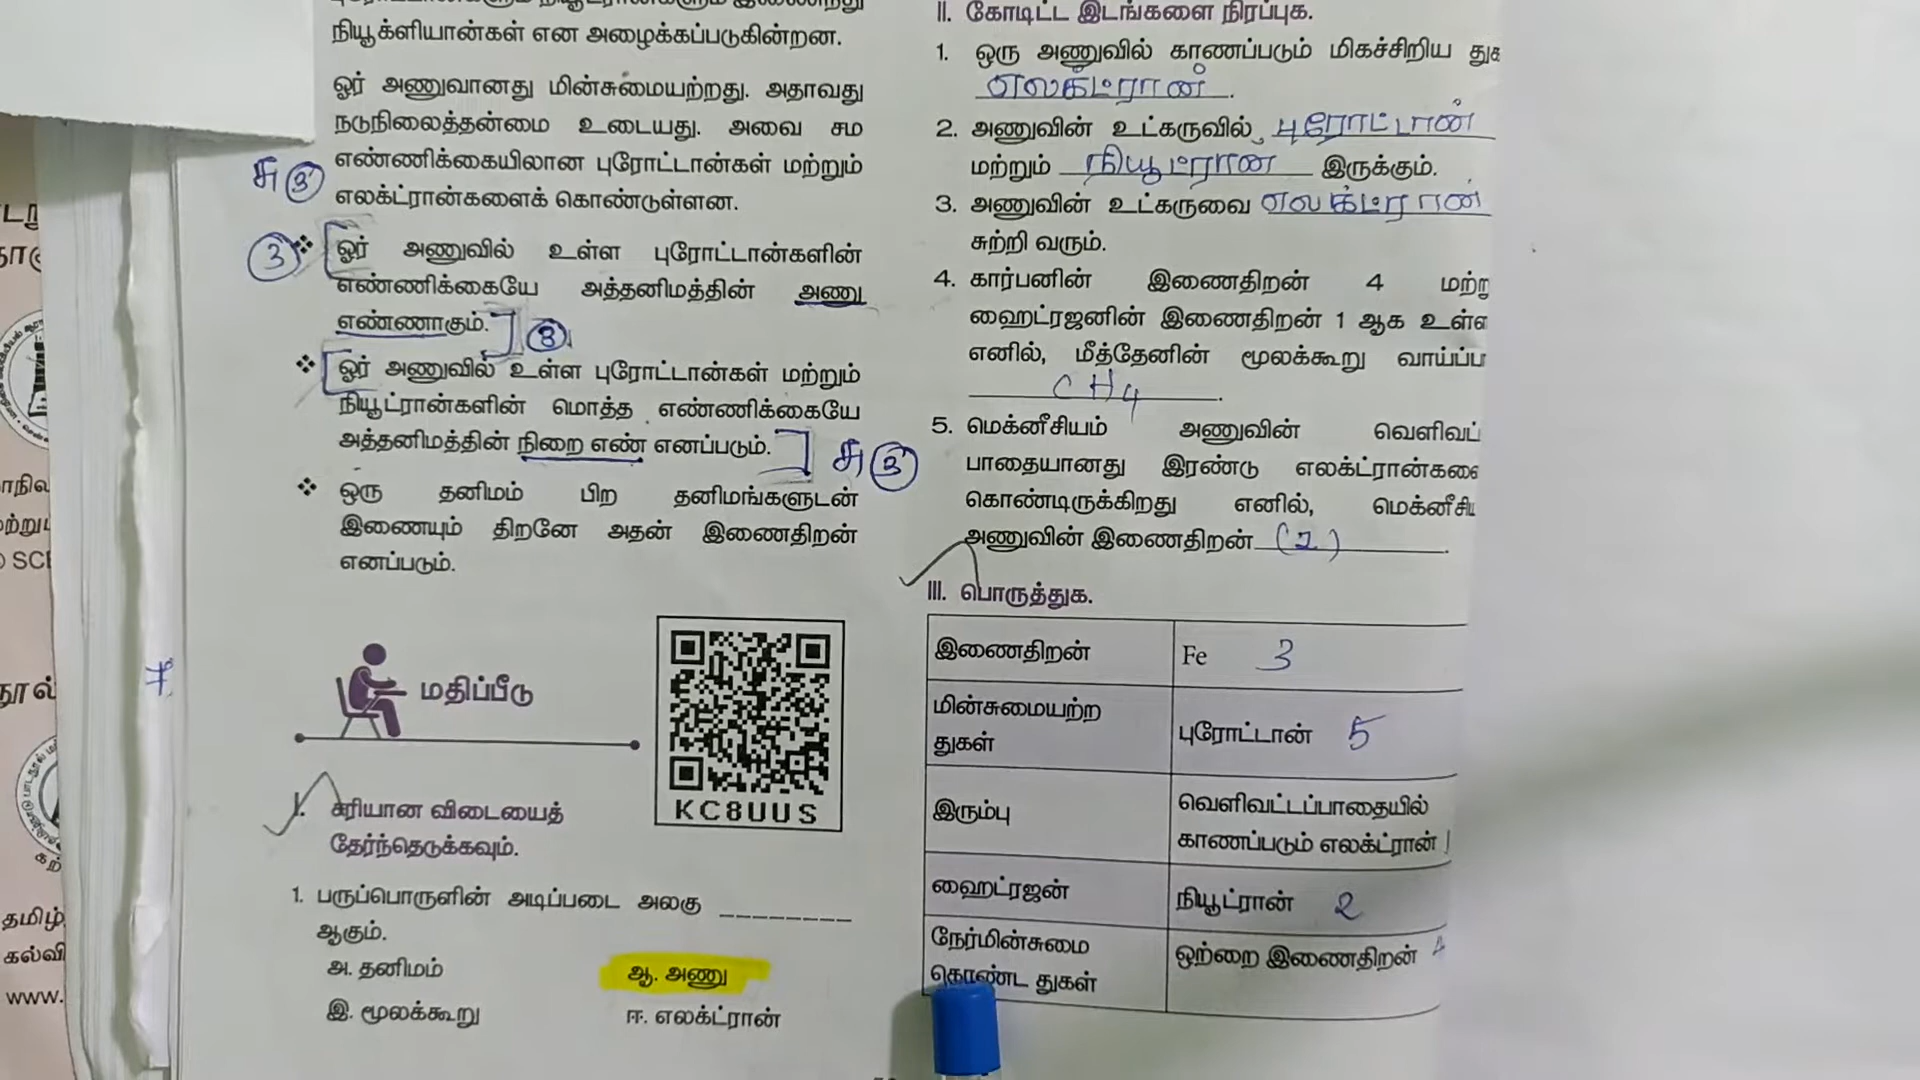 நியூக்ளியான்கள் என அழைக்கப்படுகின்றன.
ஓர் அணுவானது மின்சுமையற்றது. அதாவது
நடுநிலைத்தன்மை உடையது. அவை சம
எண்ணிக்கையிலான புரோட்டான்கள் மற்றும்
எலக்ட்ரான்களைக் கொண்டுள்ளன.
3
❖ ஓர் அணுவில் உள்ள புரோட்டான்களின்
எண்ணிக்கையே அத்தனிமத்தின் அணு
எண்ணாகும்.
❖ ஓர் அணுவில் உள்ள புரோட்டான்கள் மற்றும்
நியூட்ரான்களின் மொத்த எண்ணிக்கையே
அத்தனிமத்தின் நிறை எண் எனப்படும்.
❖ ஒரு தனிமம் பிற தனிமங்களுடன்
இணையும் திறனே அதன் இணைதிறன்
எனப்படும்.
மதிப்பீடு
KC8UUS
I. சரியான விடையைத்
தேர்ந்தெடுக்கவும்.
1. பருப்பொருளின் அடிப்படை அலகு ________
ஆகும்.
அ. தனிமம் ஆ. அணு
இ. மூலக்கூறு ஈ. எலக்ட்ரான்
II. கோடிட்ட இடங்களை நிரப்புக.
1. ஒரு அணுவில் காணப்படும் மிகச்சிறிய
எலக்ட்ரான்.
2. அணுவின் உட்கருவில் புரோட்டான்
மற்றும் நியூட்ரான் இருக்கும்.
3. அணுவின் உட்கருவை எலக்ட்ரான்
சுற்றி வரும்.
4. கார்பனின் இணைதிறன் 4
ஹைட்ரஜனின் இணைதிறன் 1 ஆக
எனில், மீத்தேனின் மூலக்கூறு
CH4.
5. மெக்னீசியம் அணுவின்
பாதையானது இரண்டு
கொண்டிருக்கிறது எனில்,
அணுவின் இணைதிறன் (2).
III. பொருத்துக.
இணைதிறன் Fe 3
மின்சுமையற்ற
துகள் புரோட்டான் 5
இரும்பு வெளிவட்டப்பாதையில்
காணப்படும் எலக்ட்ரான் 1
ஹைட்ரஜன் நியூட்ரான் 2
நேர்மின்சுமை
கொண்ட துகள் ஒற்றை இணைதிறன் 4